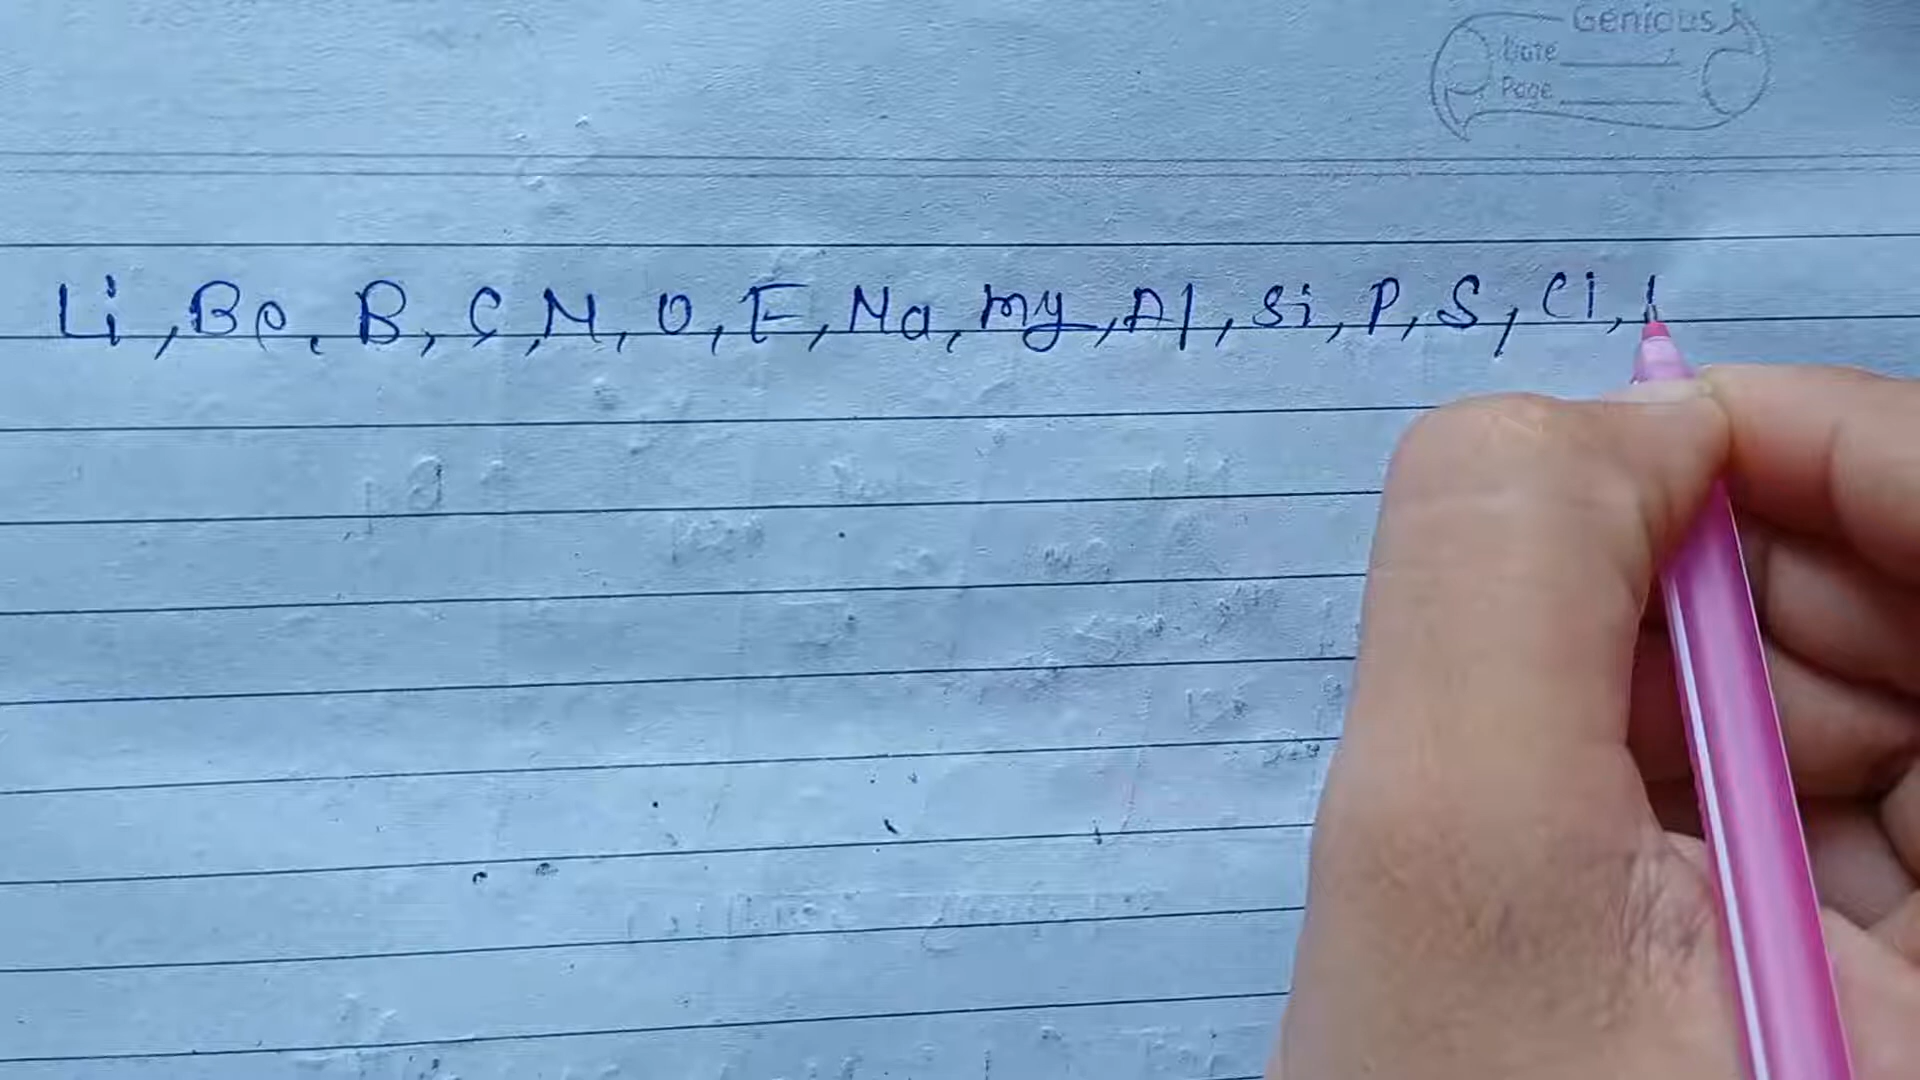 Genious
Date
Page
Li, Be, B, C, N, O, F, Na, Mg, Al, Si, P, S, Cl,